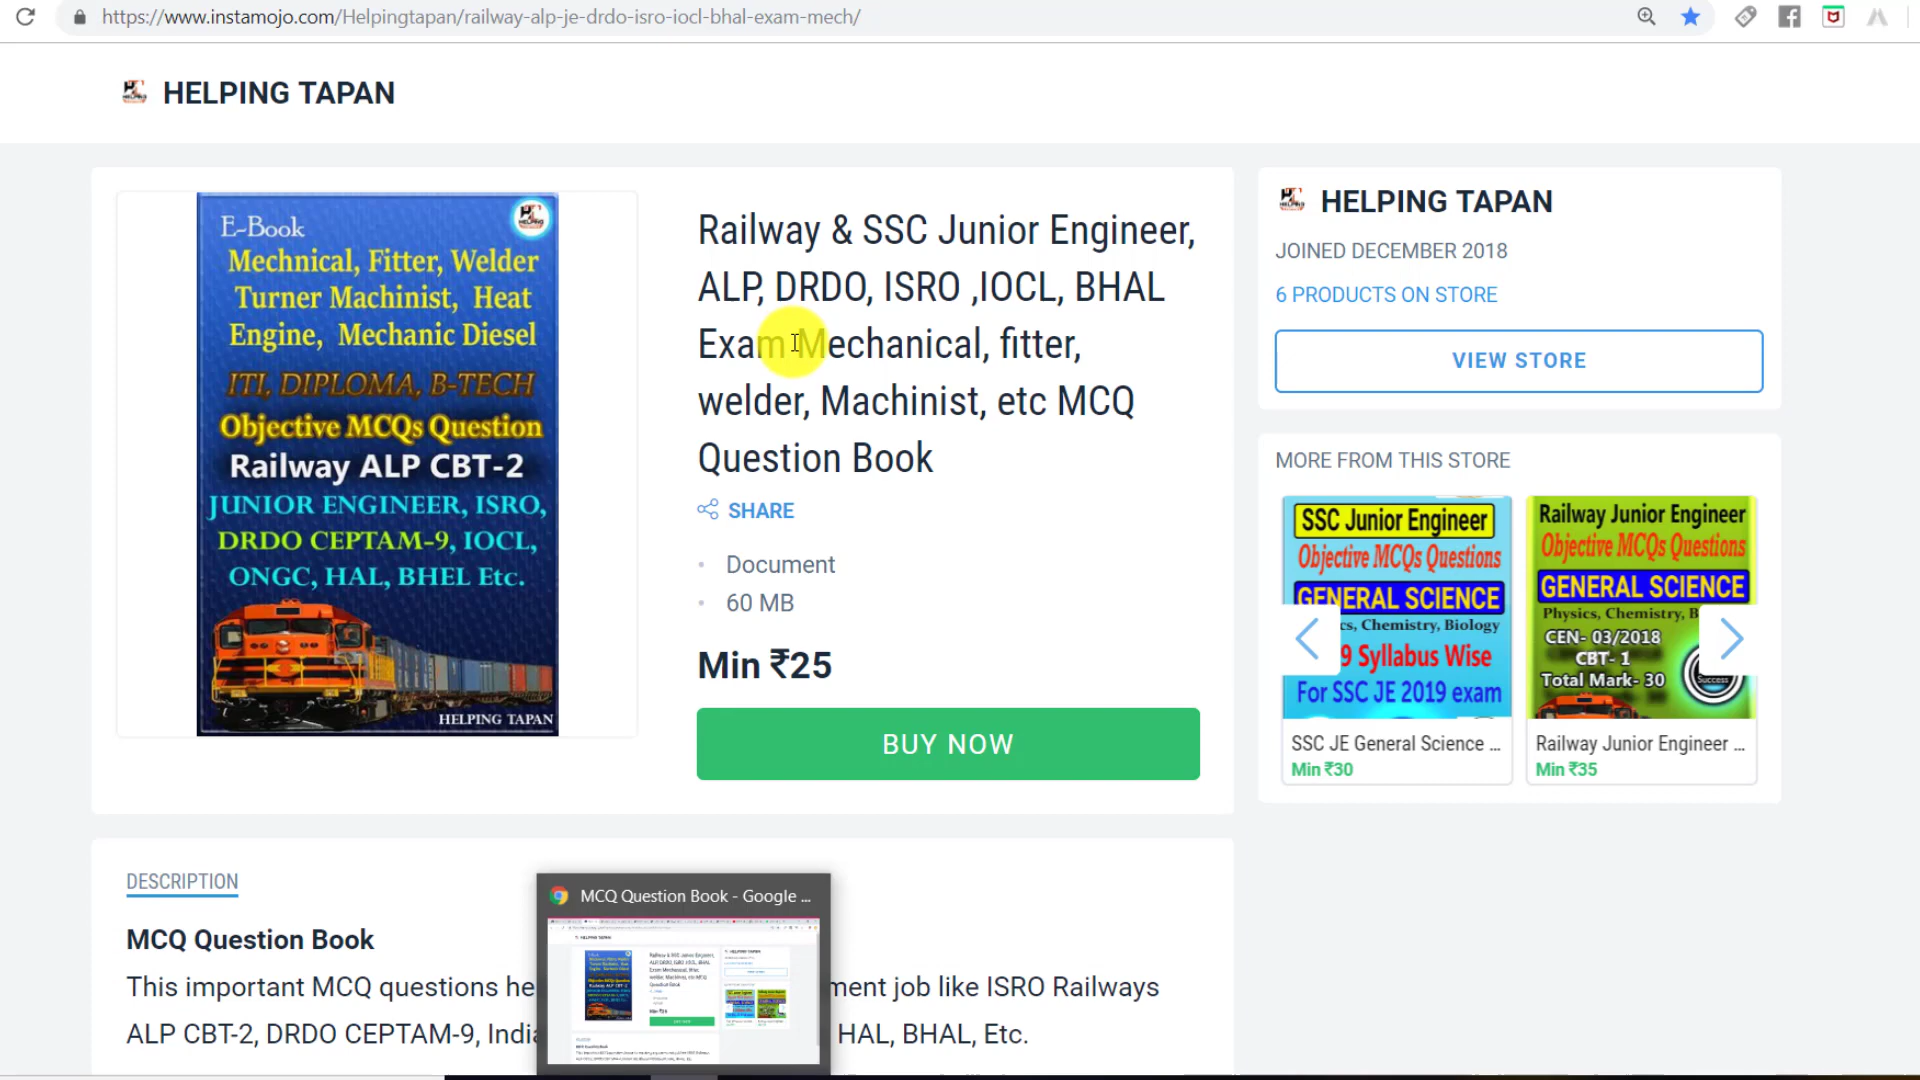 https://www.instamojo.com/Helpingtapan/railway-alp-je-drdo-isro-iocl-bhal-exam-mech/
HELPING TAPAN
E-Book
Mechnical, Fitter, Welder
Turner Machinist, Heat
Engine, Mechanic Diesel
ITI, DIPLOMA, B-TECH
Objective MCQs Question
Railway ALP CBT-2
JUNIOR ENGINEER, ISRO,
DRDO CEPTAM-9, IOCL,
ONGC, HAL, BHEL Etc.
HELPING TAPAN
Railway & SSC Junior Engineer,
ALP, DRDO, ISRO ,IOCL, BHAL
Exam Mechanical, fitter,
welder, Machinist, etc MCQ
Question Book
SHARE
Document
60 MB
Min ₹25
BUY NOW
HELPING TAPAN
JOINED DECEMBER 2018
6 PRODUCTS ON STORE
VIEW STORE
MORE FROM THIS STORE
SSC Junior Engineer
Objective MCQs Questions
GENERAL SCIENCE
cs, Chemistry, Biology
9 Syllabus Wise
For SSC JE 2019 exam
SSC JE General Science ...
Min ₹30
Railway Junior Engineer
Objective MCQs Questions
GENERAL SCIENCE
Physics, Chemistry, B
CEN- 03/2018
CBT- 1
Total Mark- 30
Success
Railway Junior Engineer ...
Min ₹35
DESCRIPTION
MCQ Question Book
This important MCQ questions he
ment job like ISRO Railways
ALP CBT-2, DRDO CEPTAM-9, India
HAL, BHAL, Etc.
MCQ Question Book - Google ...